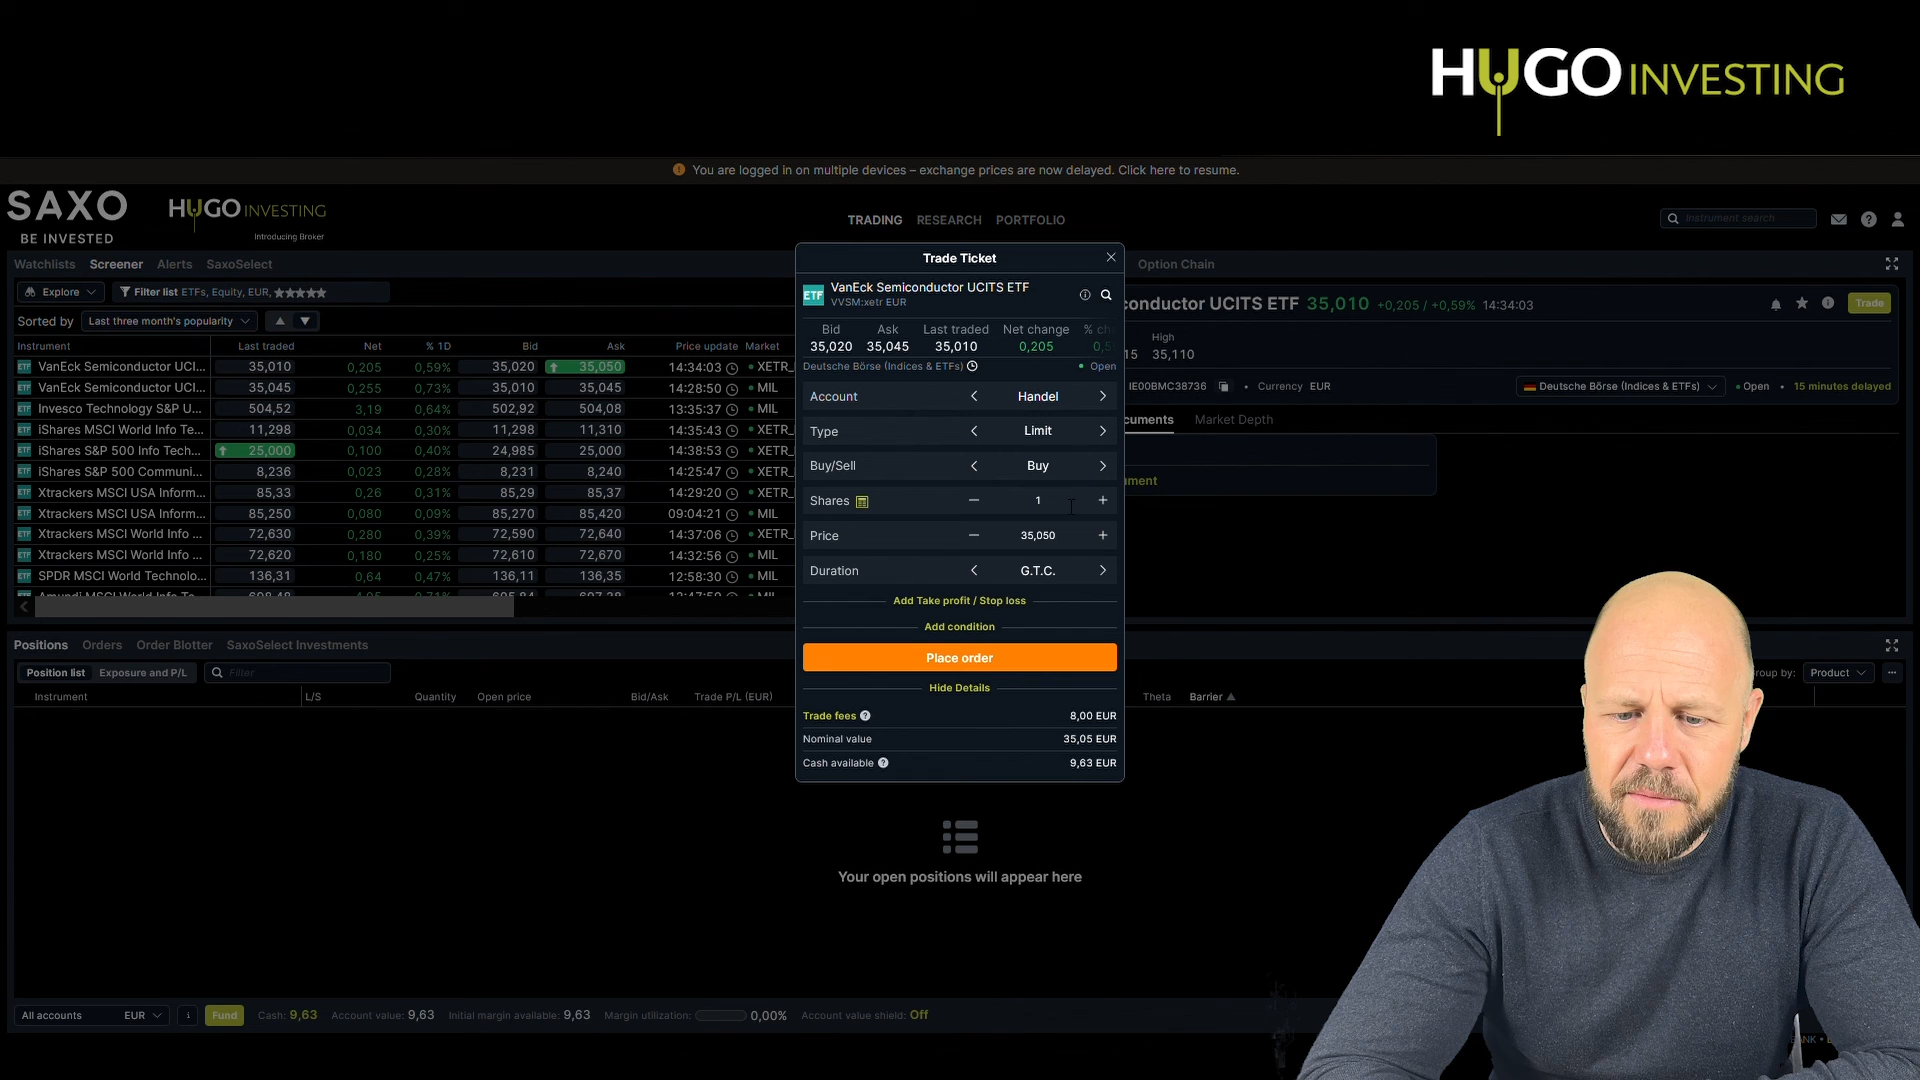 HUGO INVESTING
You are logged in on multiple devices – exchange prices are now delayed. Click here to resume.
SAXO
BE INVESTED
HUGO INVESTING
Introducing Broker
TRADING RESEARCH PORTFOLIO
Instrument search
Watchlists Screener Alerts SaxoSelect
Explore Filter list ETFs, Equity, EUR, ★★★★★
Sorted by Last three month's popularity
Instrument Last traded Net % 1D Bid Ask Price update Market
VanEck Semiconductor UCI... 35,010 0,205 0,59% 35,020 35,050 14:34:03 XETR_
VanEck Semiconductor UCI... 35,045 0,255 0,73% 35,010 35,045 14:28:50 MIL
Invesco Technology S&P U... 504,52 3,19 0,64% 502,92 504,08 13:35:37 MIL
iShares MSCI World Info Te... 11,298 0,034 0,30% 11,298 11,310 14:35:43 XETR_
iShares S&P 500 Info Tech... 25,000 0,100 0,40% 24,985 25,000 14:38:53 XETR_
iShares S&P 500 Communi... 8,236 0,023 0,28% 8,231 8,240 14:25:47 XETR_
Xtrackers MSCI USA Inform... 85,33 0,26 0,31% 85,29 85,37 14:29:20 XETR_
Xtrackers MSCI USA Inform... 85,250 0,080 0,09% 85,270 85,420 09:04:21 MIL
Xtrackers MSCI World Info ... 72,630 0,280 0,39% 72,590 72,640 14:37:06 XETR_
Xtrackers MSCI World Info ... 72,620 0,180 0,25% 72,610 72,670 14:32:56 MIL
SPDR MSCI World Technolo... 136,31 0,64 0,47% 136,11 136,35 12:58:30 MIL
Trade Ticket
VanEck Semiconductor UCITS ETF
ETF
VVSM:xetr EUR
Bid Ask Last traded Net change % ch
35,020 35,045 35,010 0,205
Deutsche Börse (Indices & ETFs) Open
Account Handel
Type Limit
Buy/Sell Buy
Shares 1
Price 35,050
Duration G.T.C.
Add Take profit / Stop loss
Add condition
Place order
Hide Details
Trade fees 8,00 EUR
Nominal value 35,05 EUR
Cash available 9,63 EUR
Option Chain
conductor UCITS ETF 35,010 +0,205 / +0,59% 14:34:03 Trade
High
15 35,110
IE00BMC38736 • Currency EUR Deutsche Börse (Indices & ETFs) Open • 15 minutes delayed
cuments Market Depth
ument
Positions Orders Order Blotter SaxoSelect Investments
Position list Exposure and P/L Filter
roup by: Product
Instrument L/S Quantity Open price Bid/Ask Trade P/L (EUR) Theta Barrier
Your open positions will appear here
All accounts EUR i Fund Cash: 9,63 Account value: 9,63 Initial margin available: 9,63 Margin utilization: 0,00% Account value shield: Off